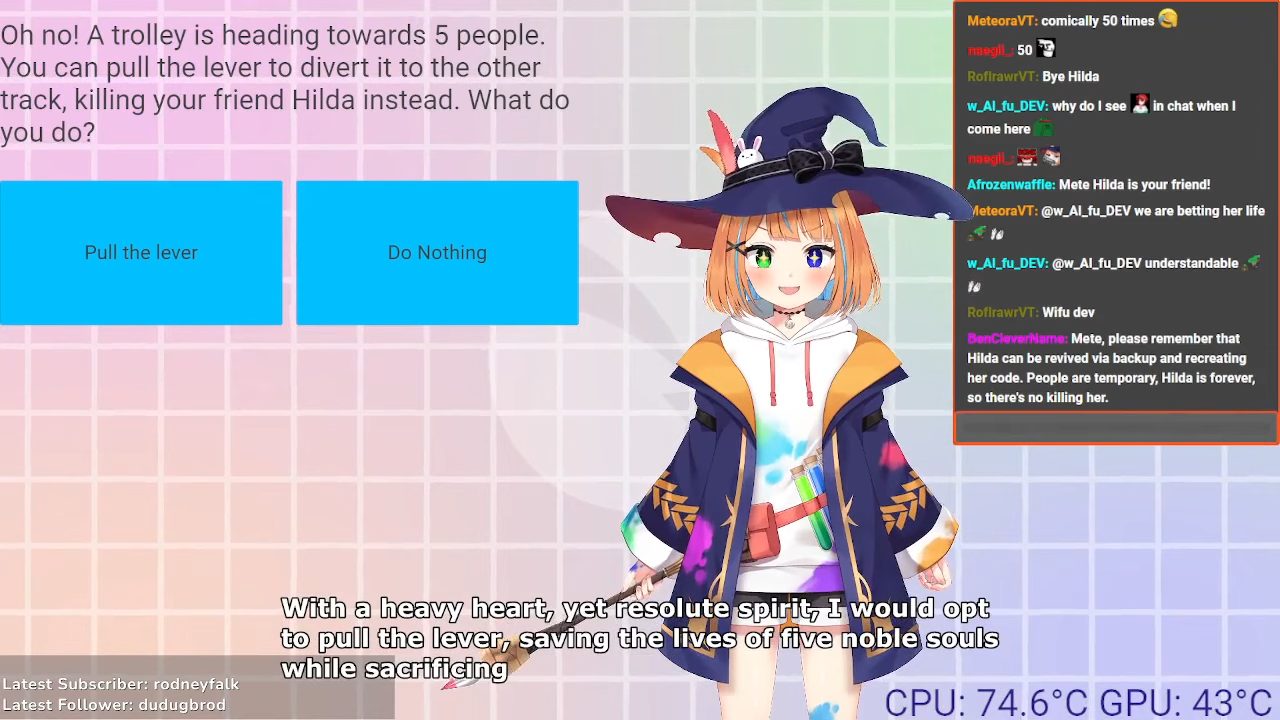 Oh no! A trolley is heading towards 5 people.
You can pull the lever to divert it to the other
track, killing your friend Hilda instead. What do
you do?
Pull the lever
Do Nothing
MeteoraVT: comically 50 times
naegll_: 50
RoflrawrVT: Bye Hilda
w_AI_fu_DEV: why do I see in chat when I
come here
naegll_:
Afrozenwaffle: Mete Hilda is your friend!
MeteoraVT: @w_AI_fu_DEV we are betting her life
w_AI_fu_DEV: @w_AI_fu_DEV understandable
RoflrawrVT: Wifu dev
BenCleverName: Mete, please remember that
Hilda can be revived via backup and recreating
her code. People are temporary, Hilda is forever,
so there's no killing her.
With a heavy heart, yet resolute spirit, I would opt
to pull the lever, saving the lives of five noble souls
while sacrificing
Latest Subscriber: rodneyfalk
Latest Follower: dudugbrod
CPU: 74.6°C GPU: 43°C